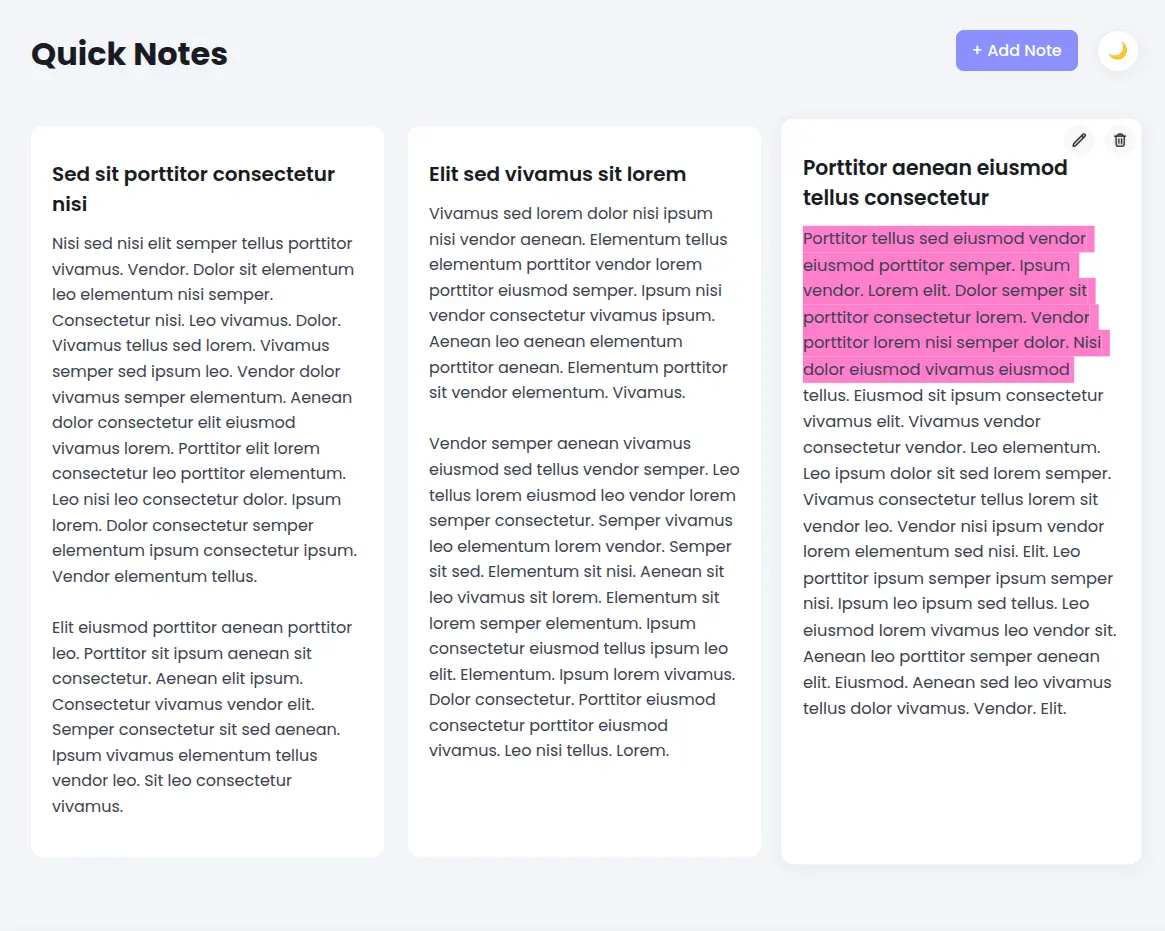 Quick Notes
+ Add Note
Sed sit porttitor consectetur
nisi
Nisi sed nisi elit semper tellus porttitor
vivamus. Vendor. Dolor sit elementum
leo elementum nisi semper.
Consectetur nisi. Leo vivamus. Dolor.
Vivamus tellus sed lorem. Vivamus
semper sed ipsum leo. Vendor dolor
vivamus semper elementum. Aenean
dolor consectetur elit eiusmod
vivamus lorem. Porttitor elit lorem
consectetur leo porttitor elementum.
Leo nisi leo consectetur dolor. Ipsum
lorem. Dolor consectetur semper
elementum ipsum consectetur ipsum.
Vendor elementum tellus.
Elit eiusmod porttitor aenean porttitor
leo. Porttitor sit ipsum aenean sit
consectetur. Aenean elit ipsum.
Consectetur vivamus vendor elit.
Semper consectetur sit sed aenean.
Ipsum vivamus elementum tellus
vendor leo. Sit leo consectetur
vivamus.
Elit sed vivamus sit lorem
Vivamus sed lorem dolor nisi ipsum
nisi vendor aenean. Elementum tellus
elementum porttitor vendor lorem
porttitor eiusmod semper. Ipsum nisi
vendor consectetur vivamus ipsum.
Aenean leo aenean elementum
porttitor aenean. Elementum porttitor
sit vendor elementum. Vivamus.
Vendor semper aenean vivamus
eiusmod sed tellus vendor semper. Leo
tellus lorem eiusmod leo vendor lorem
semper consectetur. Semper vivamus
leo elementum lorem vendor. Semper
sit sed. Elementum sit nisi. Aenean sit
leo vivamus sit lorem. Elementum sit
lorem semper elementum. Ipsum
consectetur eiusmod tellus ipsum leo
elit. Elementum. Ipsum lorem vivamus.
Dolor consectetur. Porttitor eiusmod
consectetur porttitor eiusmod
vivamus. Leo nisi tellus. Lorem.
Porttitor aenean eiusmod
tellus consectetur
Porttitor tellus sed eiusmod vendor
eiusmod porttitor semper. Ipsum
vendor. Lorem elit. Dolor semper sit
porttitor consectetur lorem. Vendor
porttitor lorem nisi semper dolor. Nisi
dolor eiusmod vivamus eiusmod
tellus. Eiusmod sit ipsum consectetur
vivamus elit. Vivamus vendor
consectetur vendor. Leo elementum.
Leo ipsum dolor sit sed lorem semper.
Vivamus consectetur tellus lorem sit
vendor leo. Vendor nisi ipsum vendor
lorem elementum sed nisi. Elit. Leo
porttitor ipsum semper ipsum semper
nisi. Ipsum leo ipsum sed tellus. Leo
eiusmod lorem vivamus leo vendor sit.
Aenean leo porttitor semper aenean
elit. Eiusmod. Aenean sed leo vivamus
tellus dolor vivamus. Vendor. Elit.